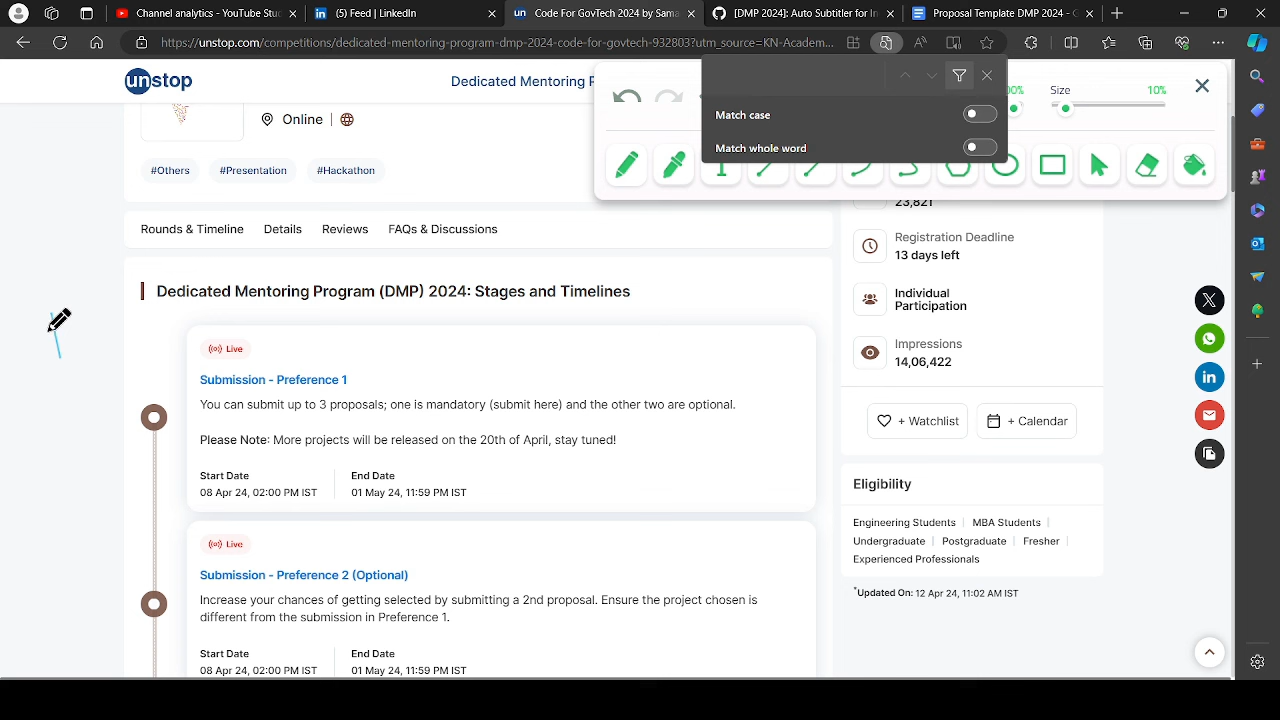 Channel analytics - YouTube Stud
(5) Feed | LinkedIn
Code For GovTech 2024 by Sama
[DMP 2024]: Auto Subtitler for In
Proposal Template DMP 2024 - G
https://unstop.com/competitions/dedicated-mentoring-program-dmp-2024-code-for-govtech-932803?utm_source=KN-Academ...
unstop
Dedicated Mentoring P
Match case
Match whole word
00%
Size
10%
Online
#Others
#Presentation
#Hackathon
23,821
Rounds & Timeline
Details
Reviews
FAQs & Discussions
Registration Deadline
13 days left
Dedicated Mentoring Program (DMP) 2024: Stages and Timelines
Individual
Participation
Live
Impressions
14,06,422
Submission - Preference 1
You can submit up to 3 proposals; one is mandatory (submit here) and the other two are optional.
+ Watchlist
+ Calendar
Please Note: More projects will be released on the 20th of April, stay tuned!
Start Date
End Date
08 Apr 24, 02:00 PM IST
01 May 24, 11:59 PM IST
Eligibility
Engineering Students
MBA Students
Undergraduate
Postgraduate
Fresher
Experienced Professionals
*Updated On: 12 Apr 24, 11:02 AM IST
Live
Submission - Preference 2 (Optional)
Increase your chances of getting selected by submitting a 2nd proposal. Ensure the project chosen is
different from the submission in Preference 1.
Start Date
End Date
08 Apr 24, 02:00 PM IST
01 May 24, 11:59 PM IST